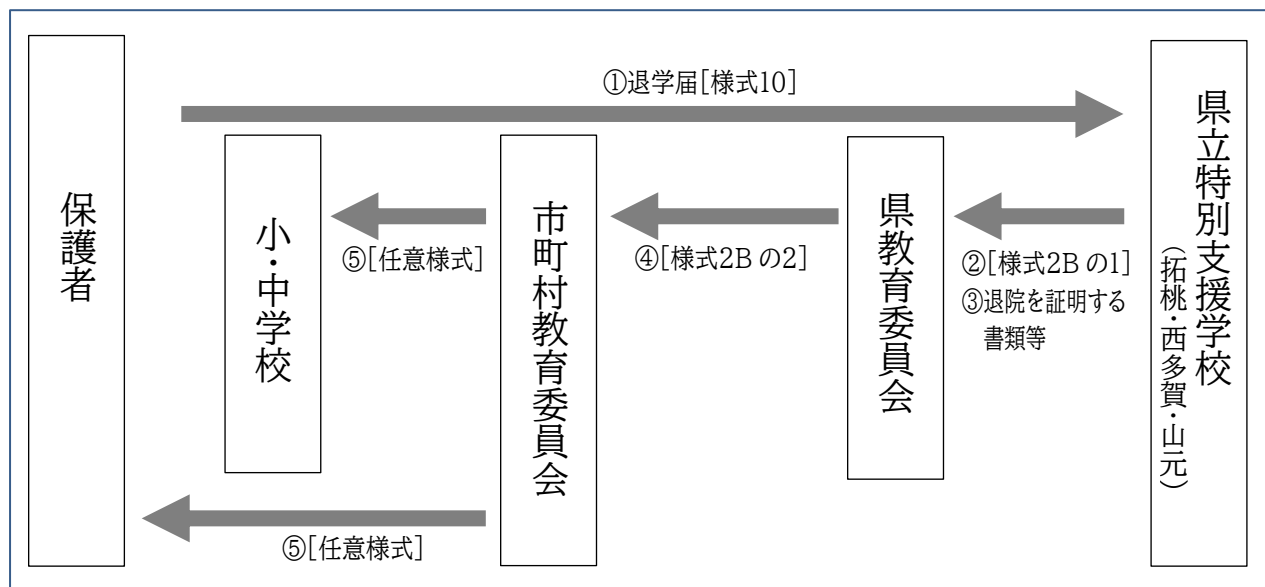 ①退学届[様式10]
保護者
小・中学校
市町村教育委員会
県教育委員会
県立特別支援学校
(拓桃・西多賀・山元)
⑤[任意様式]
④[様式2Bの2]
②[様式2Bの1]
③退院を証明する
書類等
⑤[任意様式]